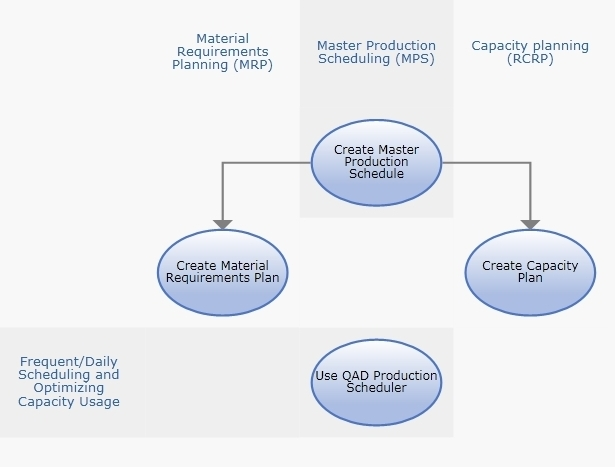 Material
Requirements
Planning (MRP)
Master Production
Scheduling (MPS)
Capacity planning
(RCRP)
Create Master
Production
Schedule
Create Material
Requirements Plan
Create Capacity
Plan
Frequent/Daily
Scheduling and
Optimizing
Capacity Usage
Use QAD Production
Scheduler